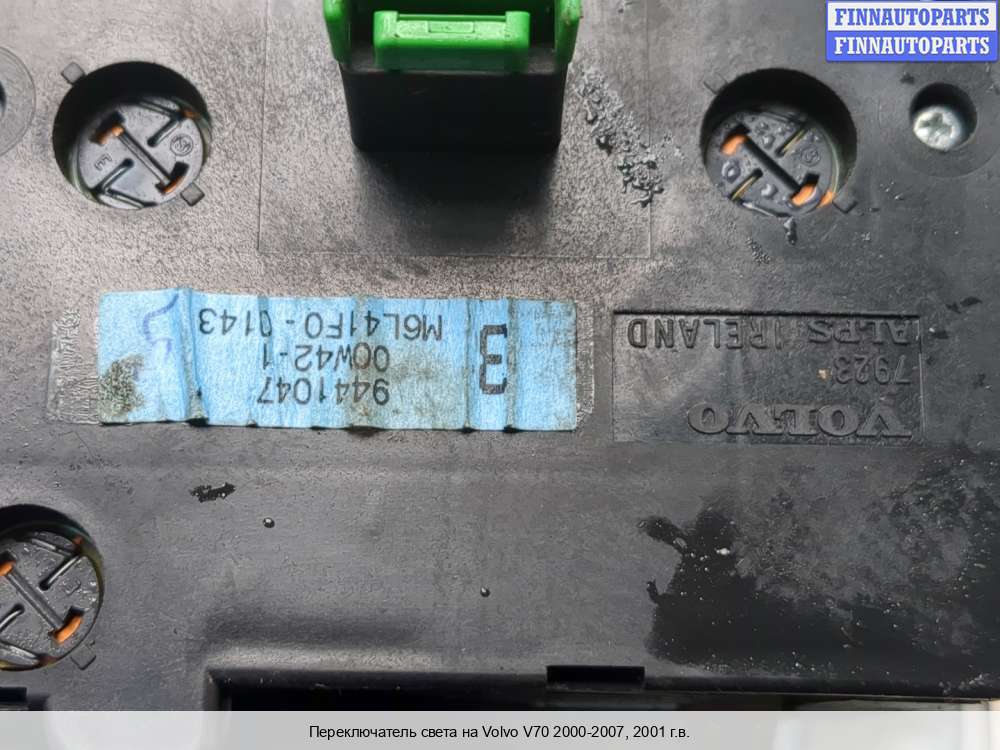 FINNAUTOPARTS
FINNAUTOPARTS
VOLVO
7923
ALPS IRELAND
3
9441047
00W42-1
M6L41F0-0143
Переключатель света на Volvo V70 2000-2007, 2001 г.в.